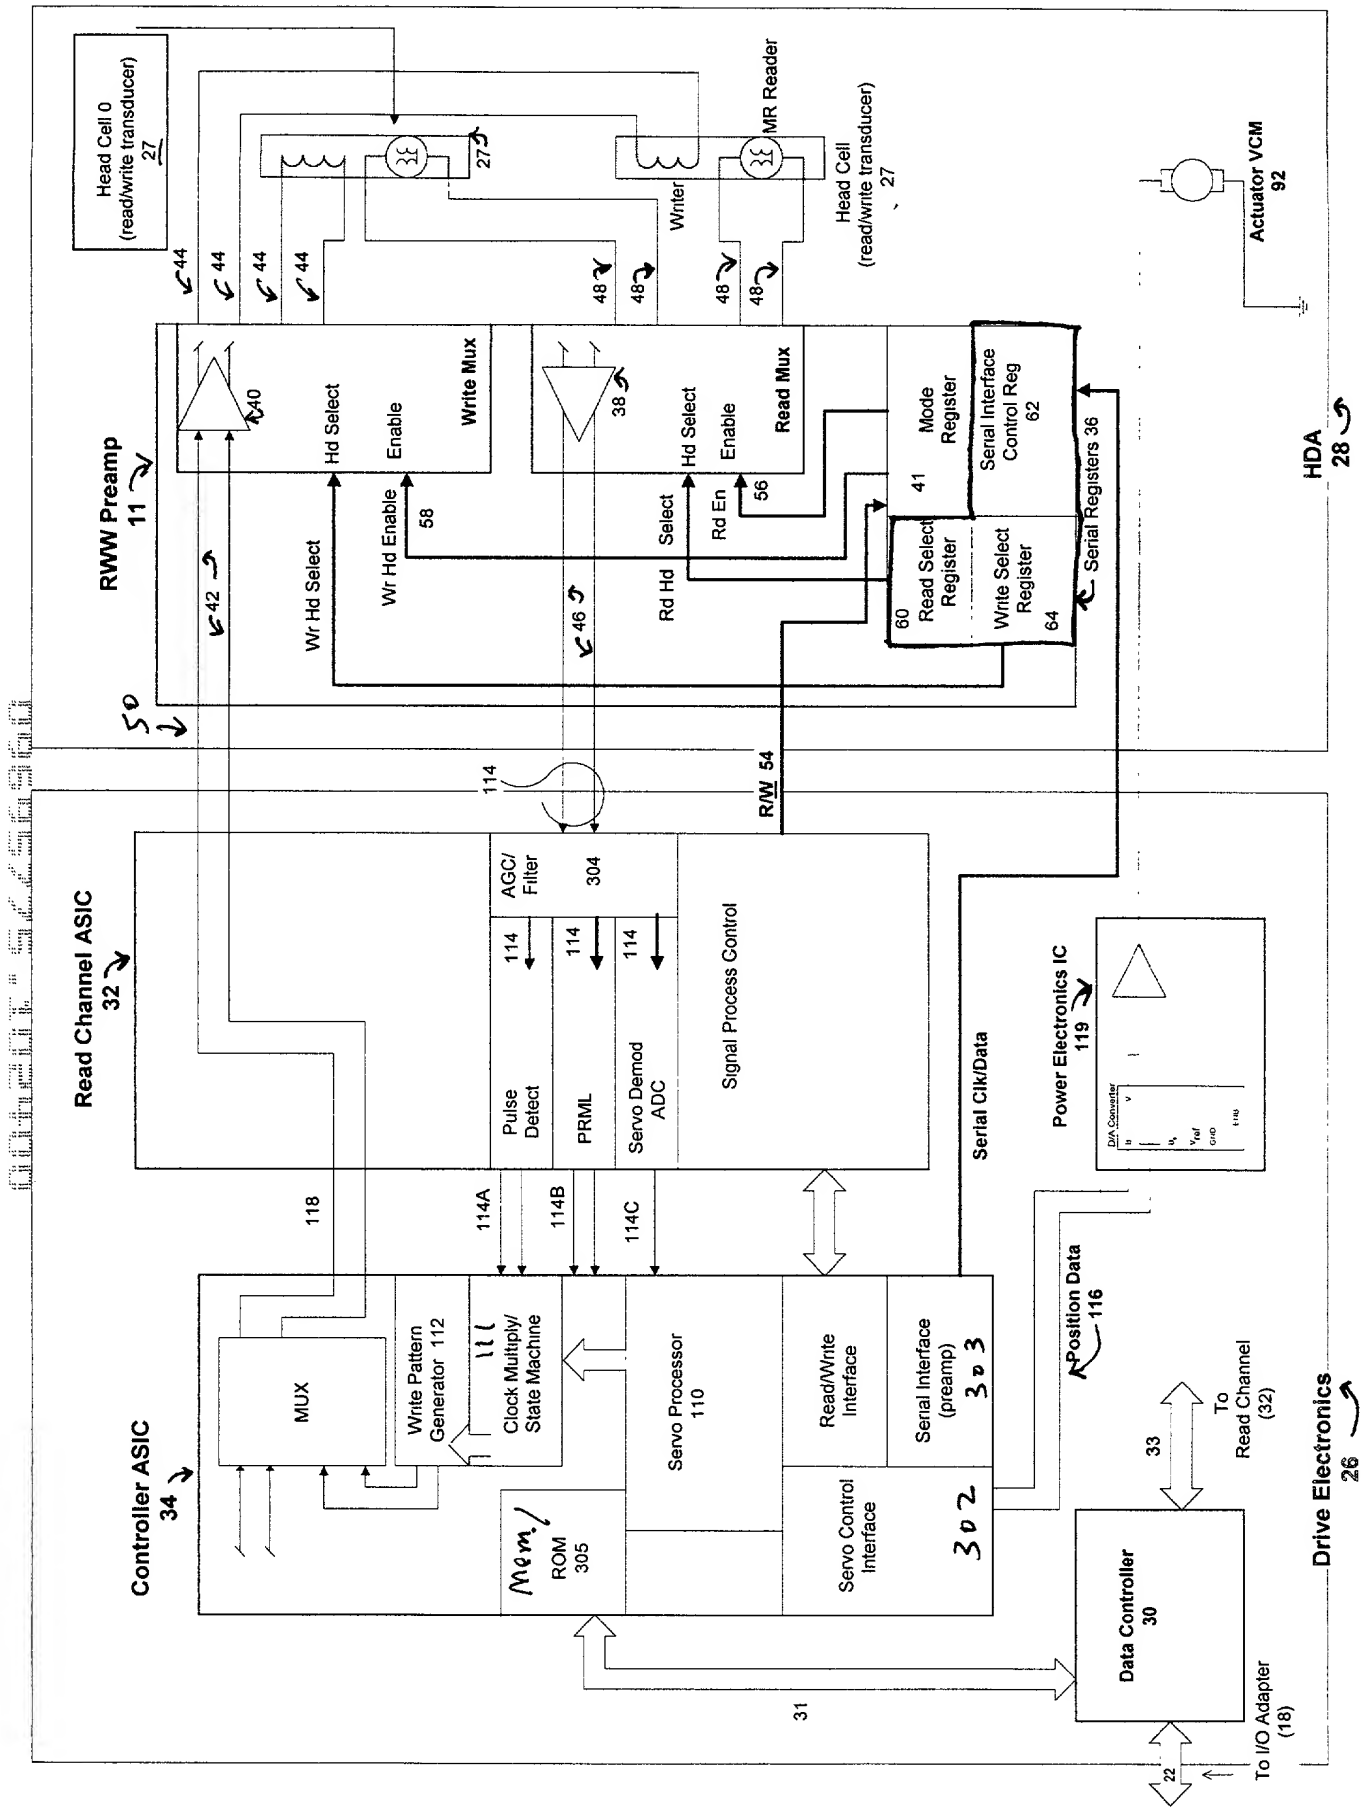 Head Cell 0
(read/write transducer)
27
44
44
44
44
27
Writer
MR Reader
Head Cell
(read/write transducer)
27
48
48
48
48
Actuator VCM
92
HDA
28
RWW Preamp
11
40
Hd Select
Enable
Write Mux
38
Hd Select
Enable
Read Mux
42
Wr Hd Select
Wr Hd Enable
58
46
Rd Hd Select
Rd En
56
Mode
Register
41
Serial Interface
Control Reg
62
60
Read Select
Register
Write Select
Register
64
Serial Registers 36
50
114
R/W 54
Read Channel ASIC
32
AGC/
Filter
304
114
114
114
Pulse
Detect
PRML
Servo Demod
ADC
Signal Process Control
Serial Clk/Data
Power Electronics IC
119
D/A Converter
V
Vref
GND
118
114A
114B
114C
Controller ASIC
34
MUX
Write Pattern
Generator 112
111
Clock Multiply/
State Machine
Mem./
ROM
305
Servo Processor
110
Read/Write
Interface
Serial Interface
(preamp)
303
Servo Control
Interface
302
Position Data
116
31
Data Controller
30
33
To
Read Channel
(32)
22
To I/O Adapter
(18)
Drive Electronics
26